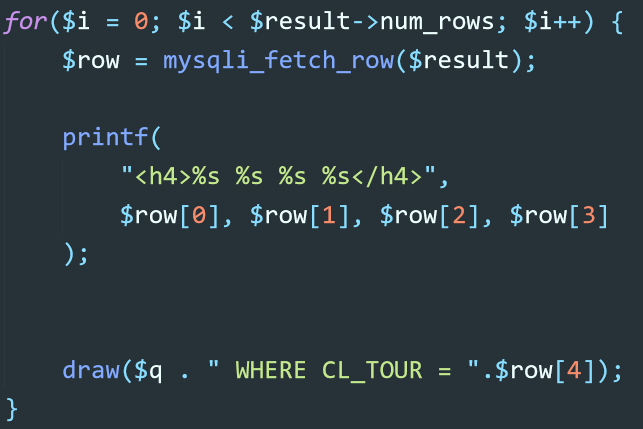 for($i = 0; $i < $result->num_rows; $i++) {
    $row = mysqli_fetch_row($result);

    printf(
        "<h4>%s %s %s %s</h4>",
        $row[0], $row[1], $row[2], $row[3]
    );


    draw($q . " WHERE CL_TOUR = ".$row[4]);
}